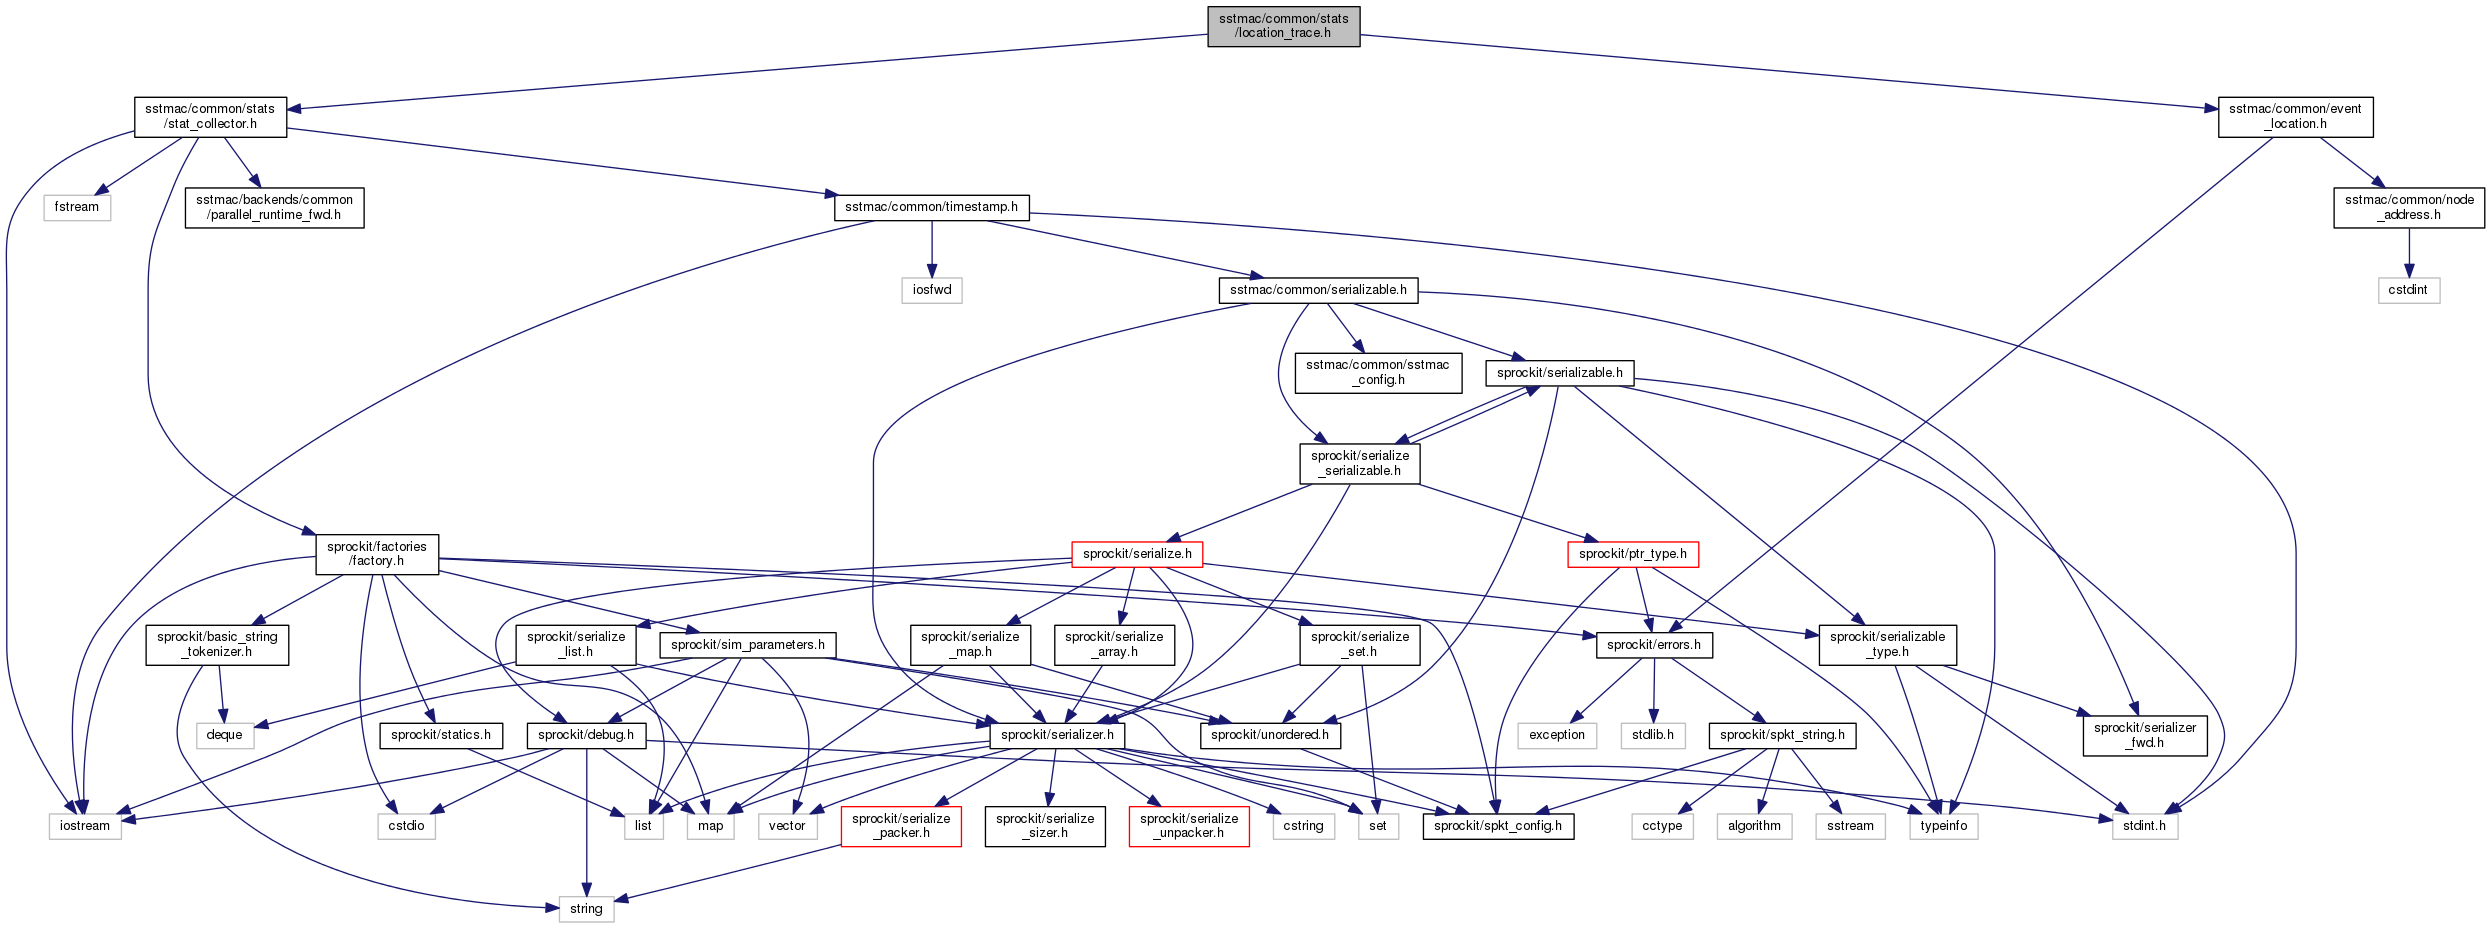 sstmac/common/stats
/location_trace.h
sstmac/common/stats
/stat_collector.h
sstmac/common/event
_location.h
fstream
sstmac/backends/common
/parallel_runtime_fwd.h
sstmac/common/timestamp.h
sstmac/common/node
_address.h
iosfwd
sstmac/common/serializable.h
cstdint
sstmac/common/sstmac
_config.h
sprockit/serializable.h
sprockit/serialize
_serializable.h
sprockit/factories
/factory.h
sprockit/serialize.h
sprockit/ptr_type.h
sprockit/basic_string
_tokenizer.h
sprockit/serialize
_list.h
sprockit/sim_parameters.h
sprockit/serialize
_map.h
sprockit/serialize
_array.h
sprockit/serialize
_set.h
sprockit/errors.h
sprockit/serializable
_type.h
deque
sprockit/statics.h
sprockit/debug.h
sprockit/serializer.h
sprockit/unordered.h
exception
stdlib.h
sprockit/spkt_string.h
sprockit/serializer
_fwd.h
iostream
cstdio
list
map
vector
sprockit/serialize
_packer.h
sprockit/serialize
_sizer.h
sprockit/serialize
_unpacker.h
cstring
set
sprockit/spkt_config.h
cctype
algorithm
sstream
typeinfo
stdint.h
string